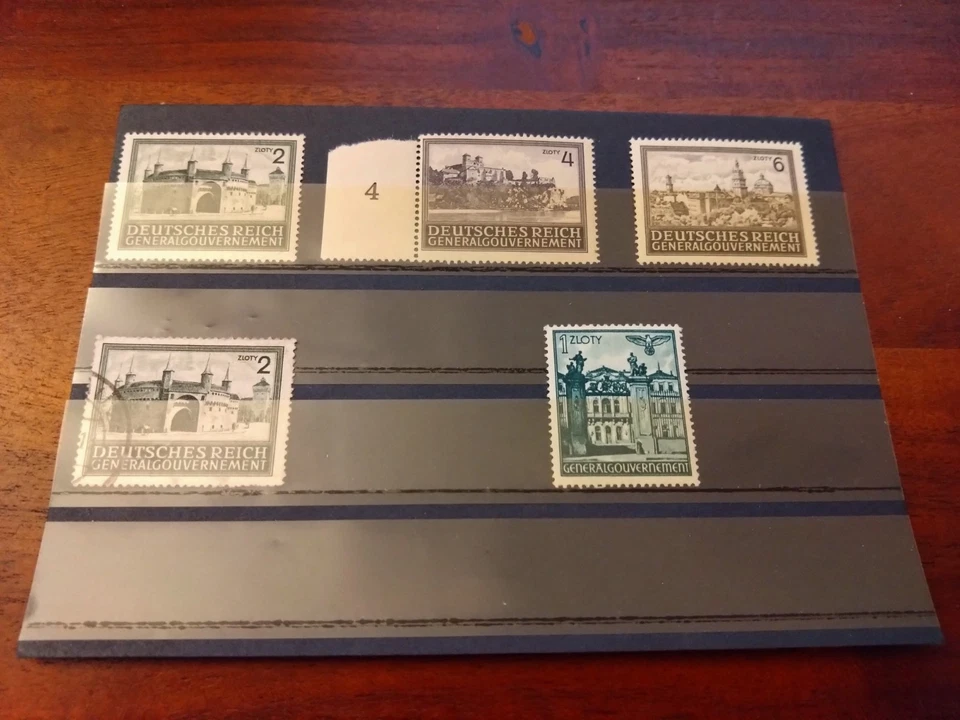 ZLOTY 2
DEUTSCHES REICH
GENERALGOUVERNEMENT
4
ZLOTY 4
DEUTSCHES REICH
GENERALGOUVERNEMENT
ZLOTY 6
DEUTSCHES REICH
GENERALGOUVERNEMENT
ZLOTY 2
DEUTSCHES REICH
GENERALGOUVERNEMENT
1 ZLOTY
GENERALGOUVERNEMENT